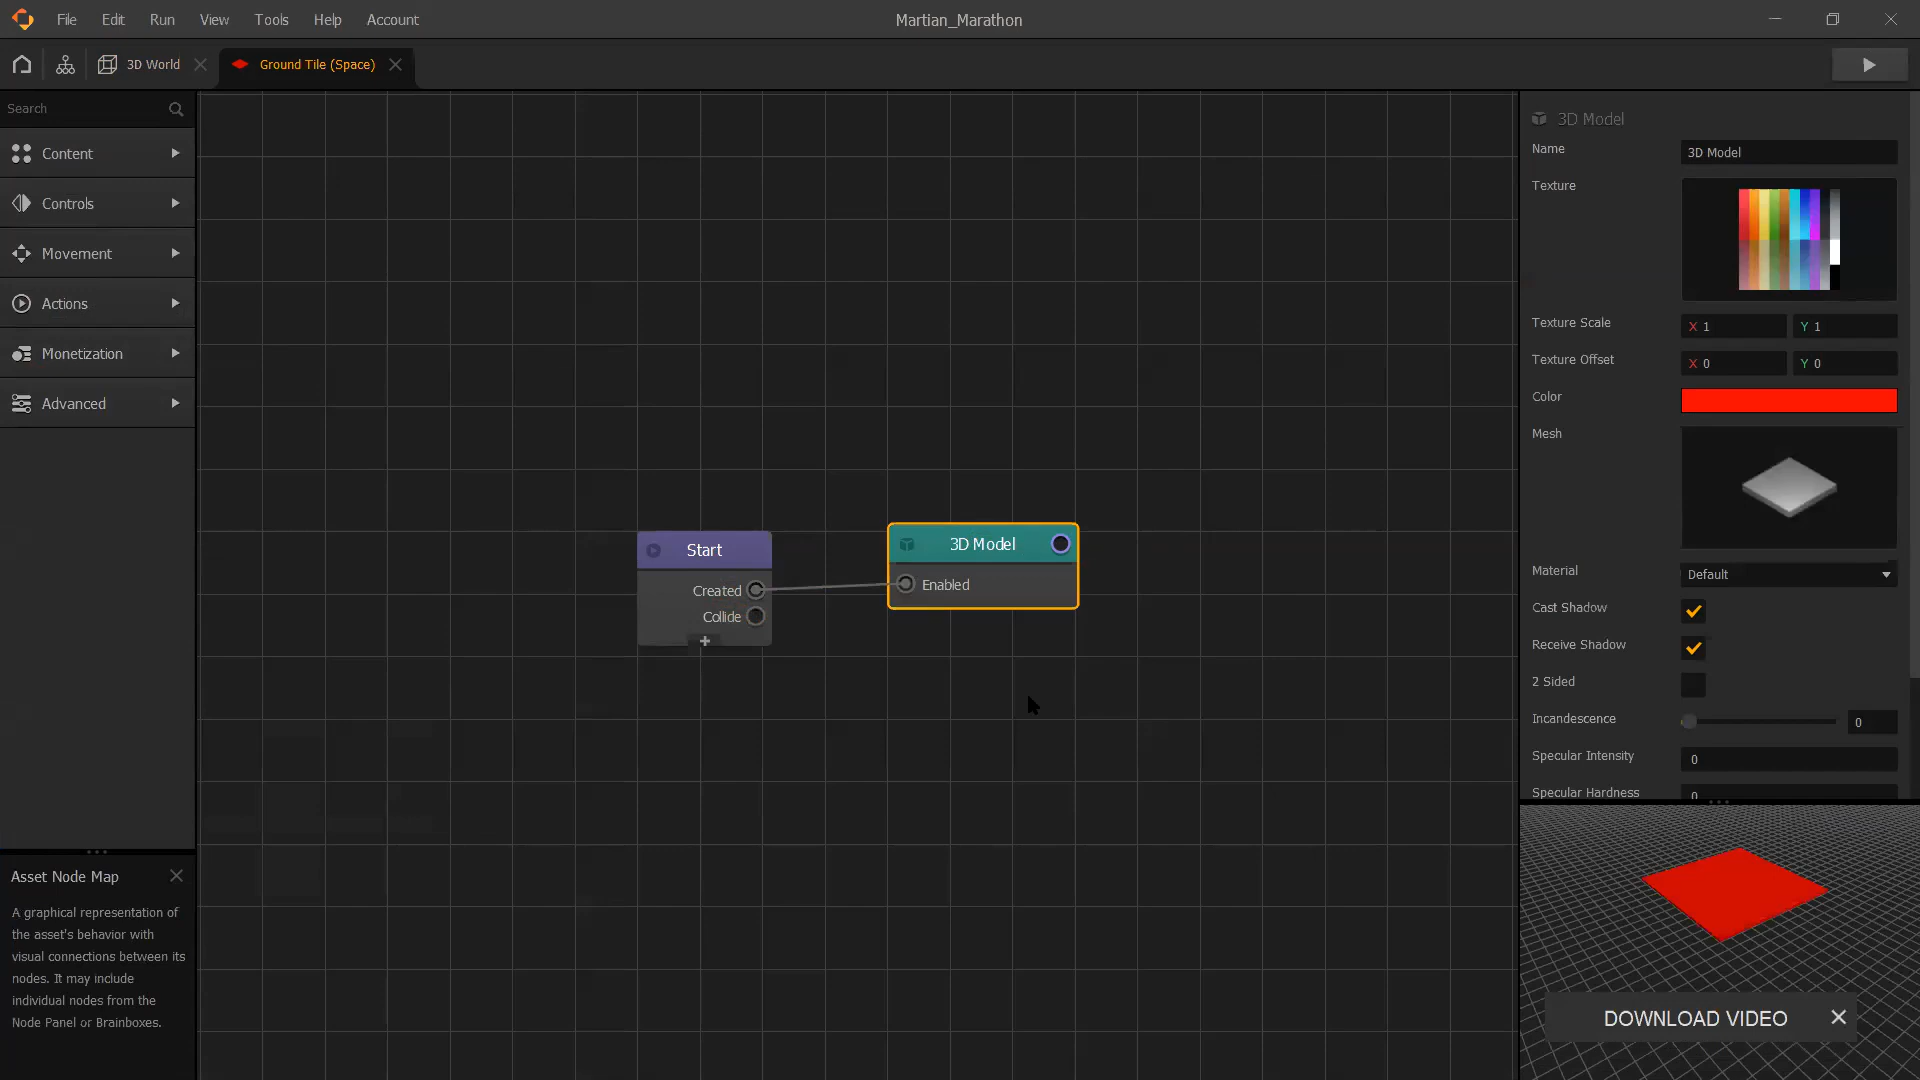 File Edit Run View Tools Help Account
Martian_Marathon
3D World
Ground Tile (Space)
Search
Content
Controls
Movement
Actions
Monetization
Advanced
Start
Created
Collide
3D Model
Enabled
3D Model
Name 3D Model
Texture
Texture Scale X 1 Y 1
Texture Offset X 0 Y 0
Color
Mesh
Material Default
Cast Shadow
Receive Shadow
2 Sided
Incandescence 0
Specular Intensity 0
Specular Hardness 0
Asset Node Map
A graphical representation of
the asset's behavior with
visual connections between its
nodes. It may include
individual nodes from the
Node Panel or Brainboxes.
DOWNLOAD VIDEO